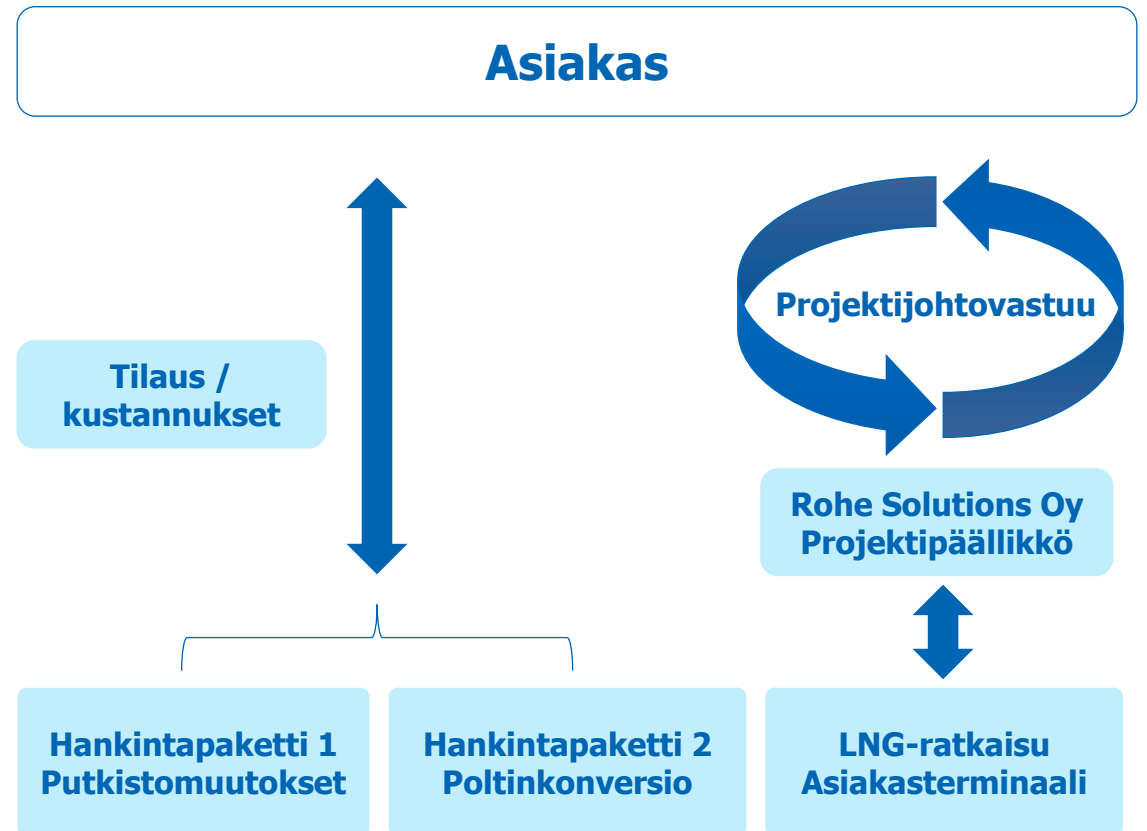 Asiakas
Projektijohtovastuu
Tilaus /
kustannukset
Rohe Solutions Oy
Projektipäällikkö
Hankintapaketti 1
Putkistomuutokset
Hankintapaketti 2
Poltinkonversio
LNG-ratkaisu
Asiakasterminaali